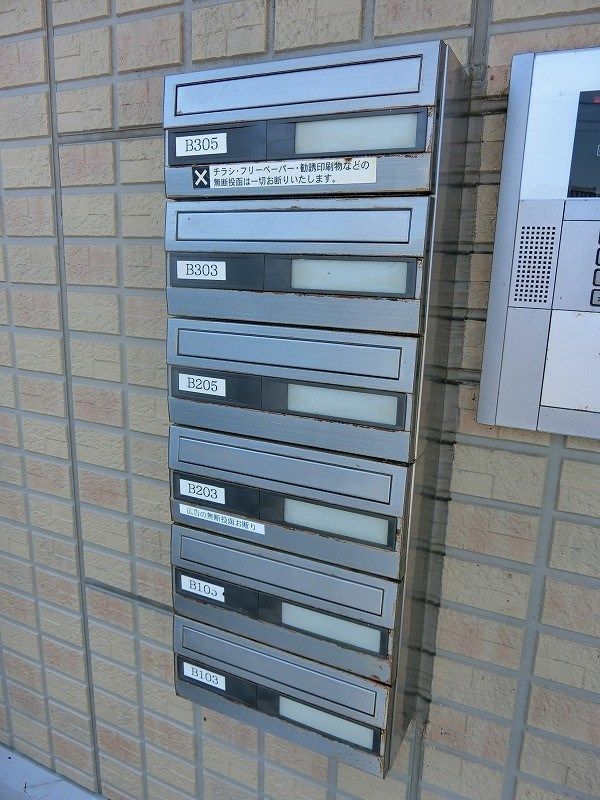 B305
チラシ・フリーペーパー・勧誘印刷物などの
無断投函は一切お断りいたします。
B303
B205
B203
広告の無断投函お断り
B105
B103